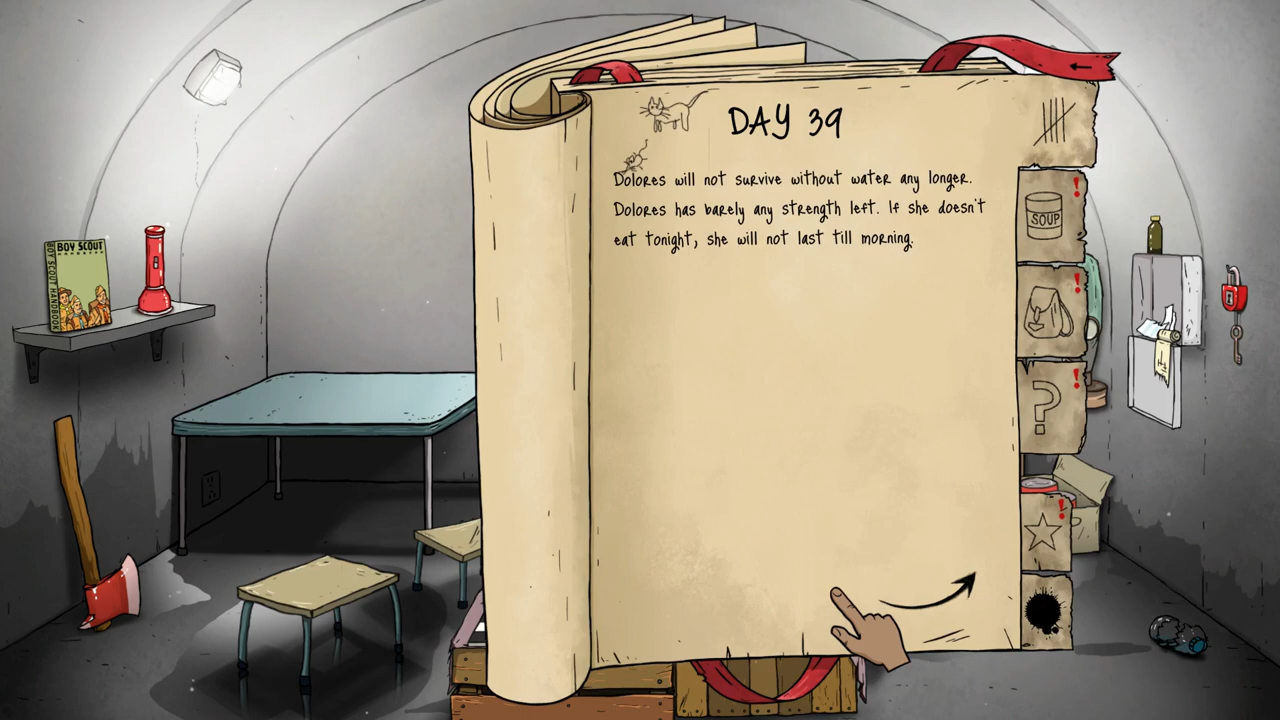 DAY 39
Dolores will not survive without water any longer.
Dolores has barely any strength left. If she doesn't
eat tonight, she will not last till morning.
BOY SCOUT
BOY SCOUT HANDBOOK
SOUP
!
!
!
?
!